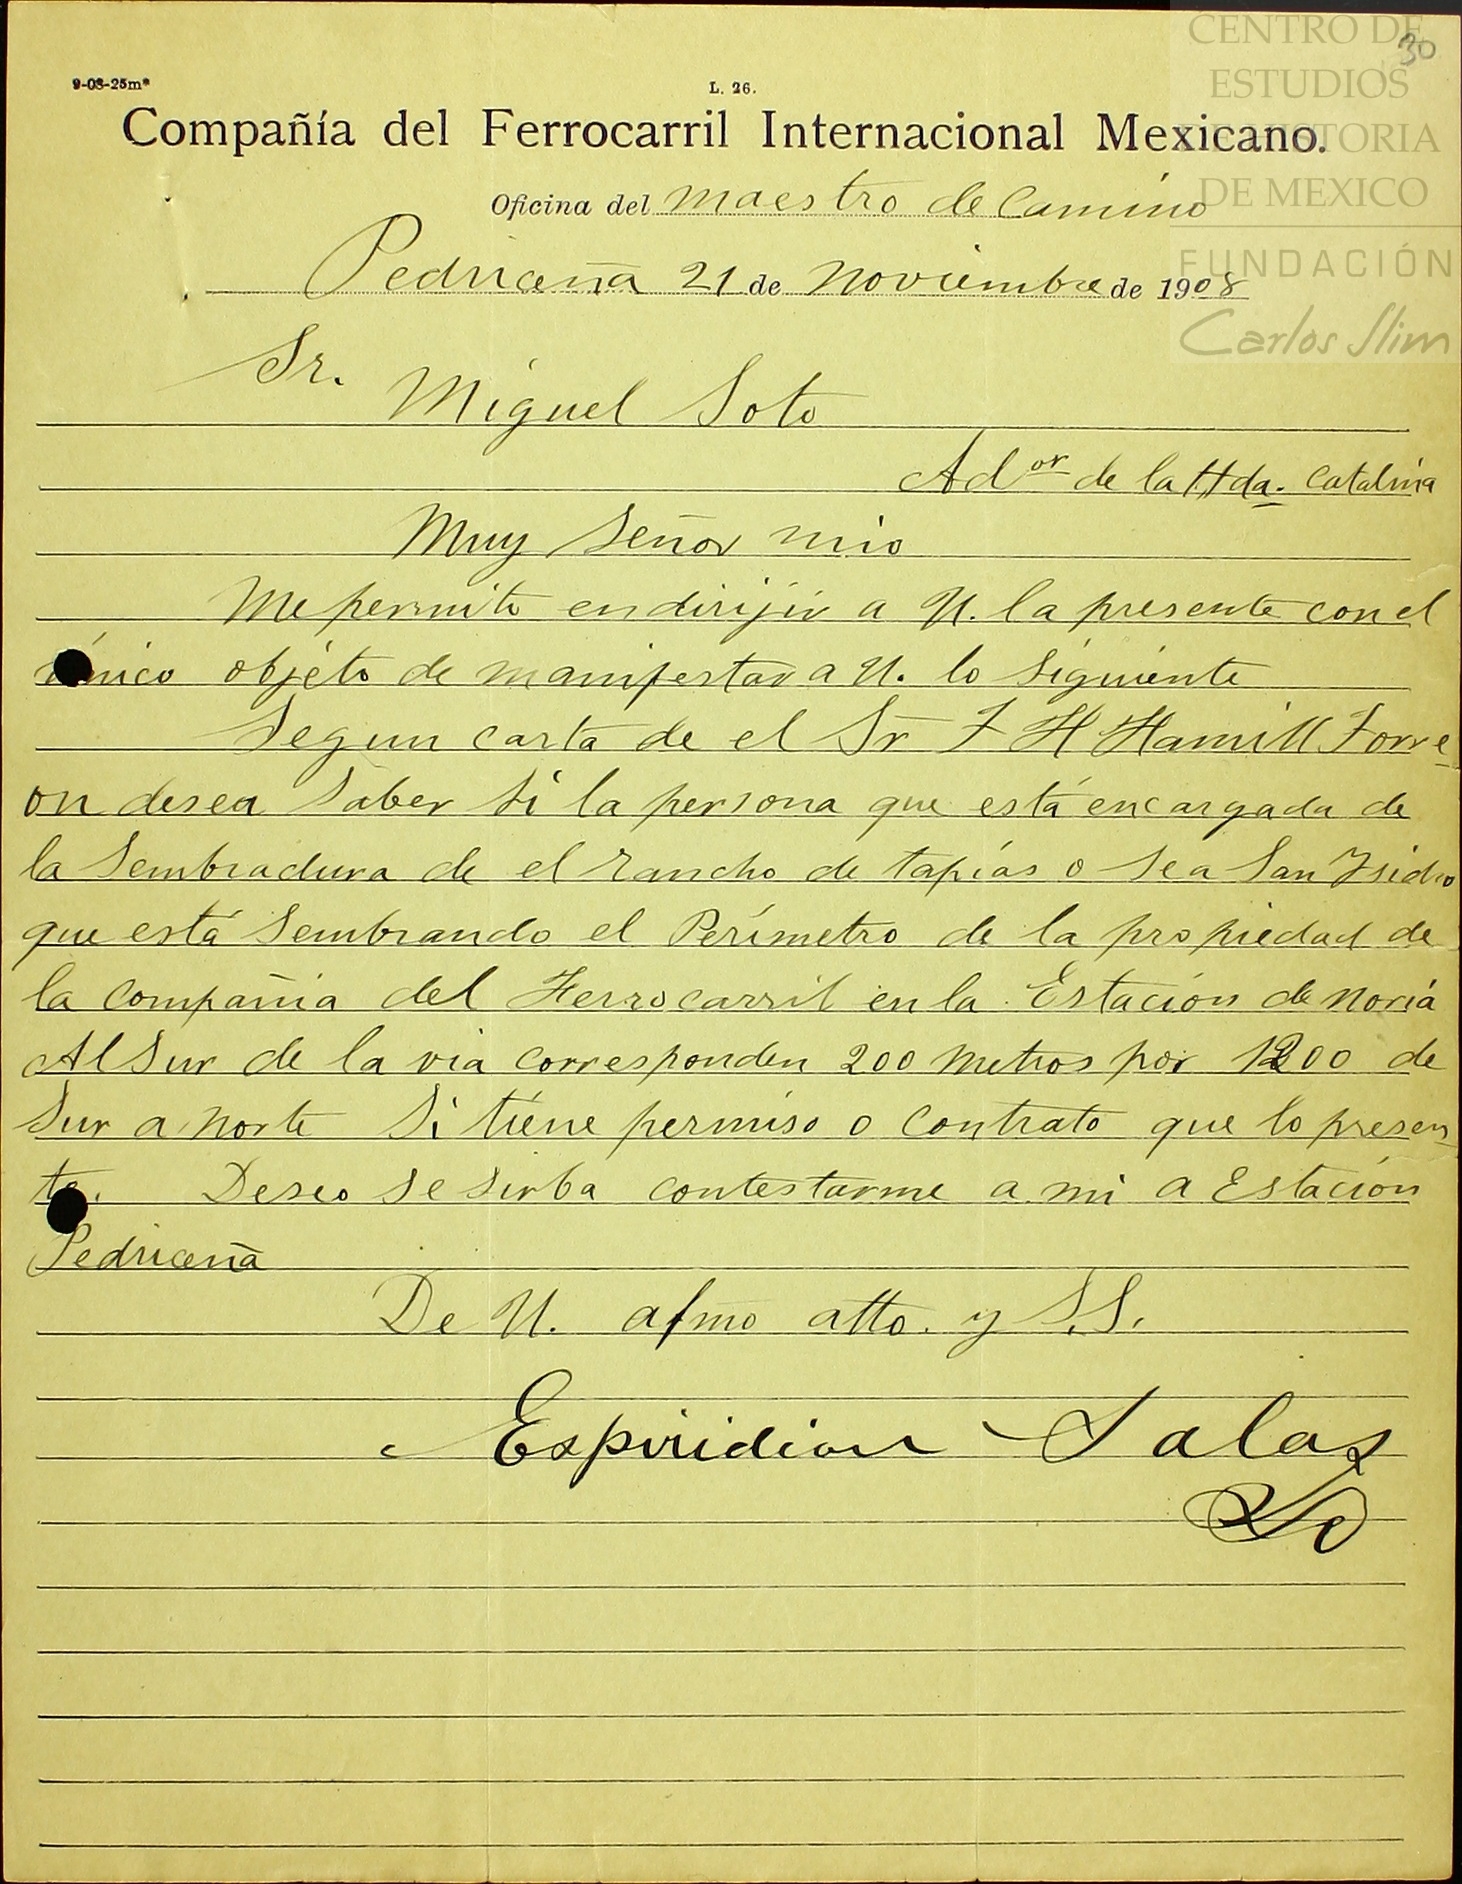 CENTRO DE
ESTUDIOS
DE HISTORIA
DE MEXICO
FUNDACIÓN
Carlos Slim
30
9-08-25m*
L. 26.
Compañía del Ferrocarril Internacional Mexicano.
Oficina del maestro de Camino
Pedriceña 21 de Noviembre de 1908
Sr.
Miguel Soto
Ador de la Hda. Catalina
Muy Señor mio
Me permito en dirijir a U. la presente con el
único objeto de manifestar a U. lo Siguiente
Segun carta de el Sr F H Hamill Torre
on desea Saber Si la persona que está encargada de
la Sembradura de el rancho de tapias o Sea San Isidro
que está Sembrando el Perímetro de la propiedad de
la Compañia del Ferrocarril en la Estación de Noria
Al Sur de la via corresponden 200 metros por 1200 de
Sur a Norte Si tiene permiso o Contrato que lo presen
te. Deseo Se Sirba contestarme a mi a Estación
Pedriceña
De U. afmo atto. y S.S.
Espiridion Salas